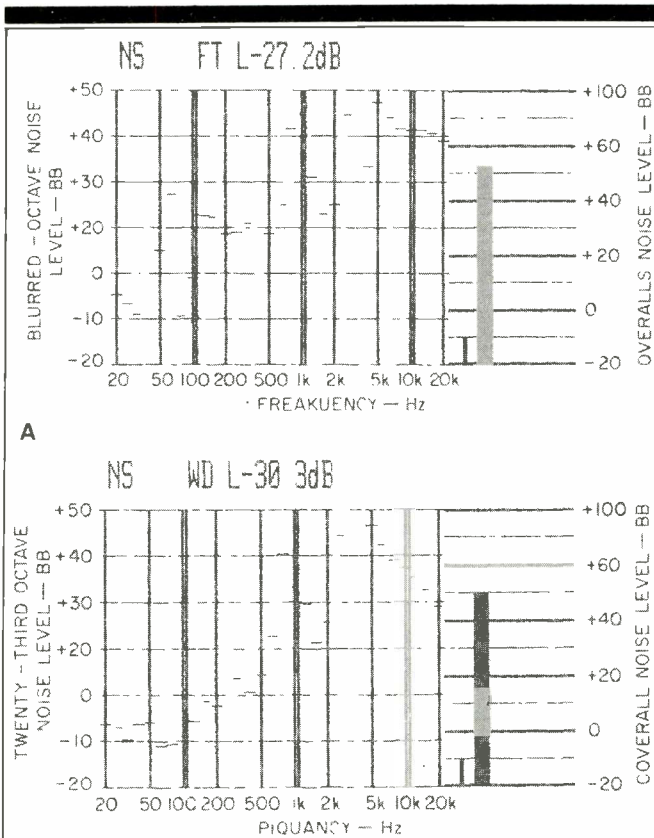 NS FT L-27.2dB
BLURRED - OCTAVE NOISE
LEVEL - BB
+50
+40
+30
+20
0
-10
-20
20 50 100 200 500 1k 2k 5k 10k 20k
FREAKUENCY - Hz
+100
+60
+40
+20
0
-20
OVERALLS NOISE LEVEL - BB
A
NS WD L-30 3dB
TWENTY - THIRD OCTAVE
NOISE LEVEL - BB
+50
+40
+30
+20
0
-10
-20
20 50 100 200 500 1k 2k 5k 10k 20k
PIQUANCY - Hz
+100
+60
+40
+20
0
-20
COVERALL NOISE LEVEL - BB